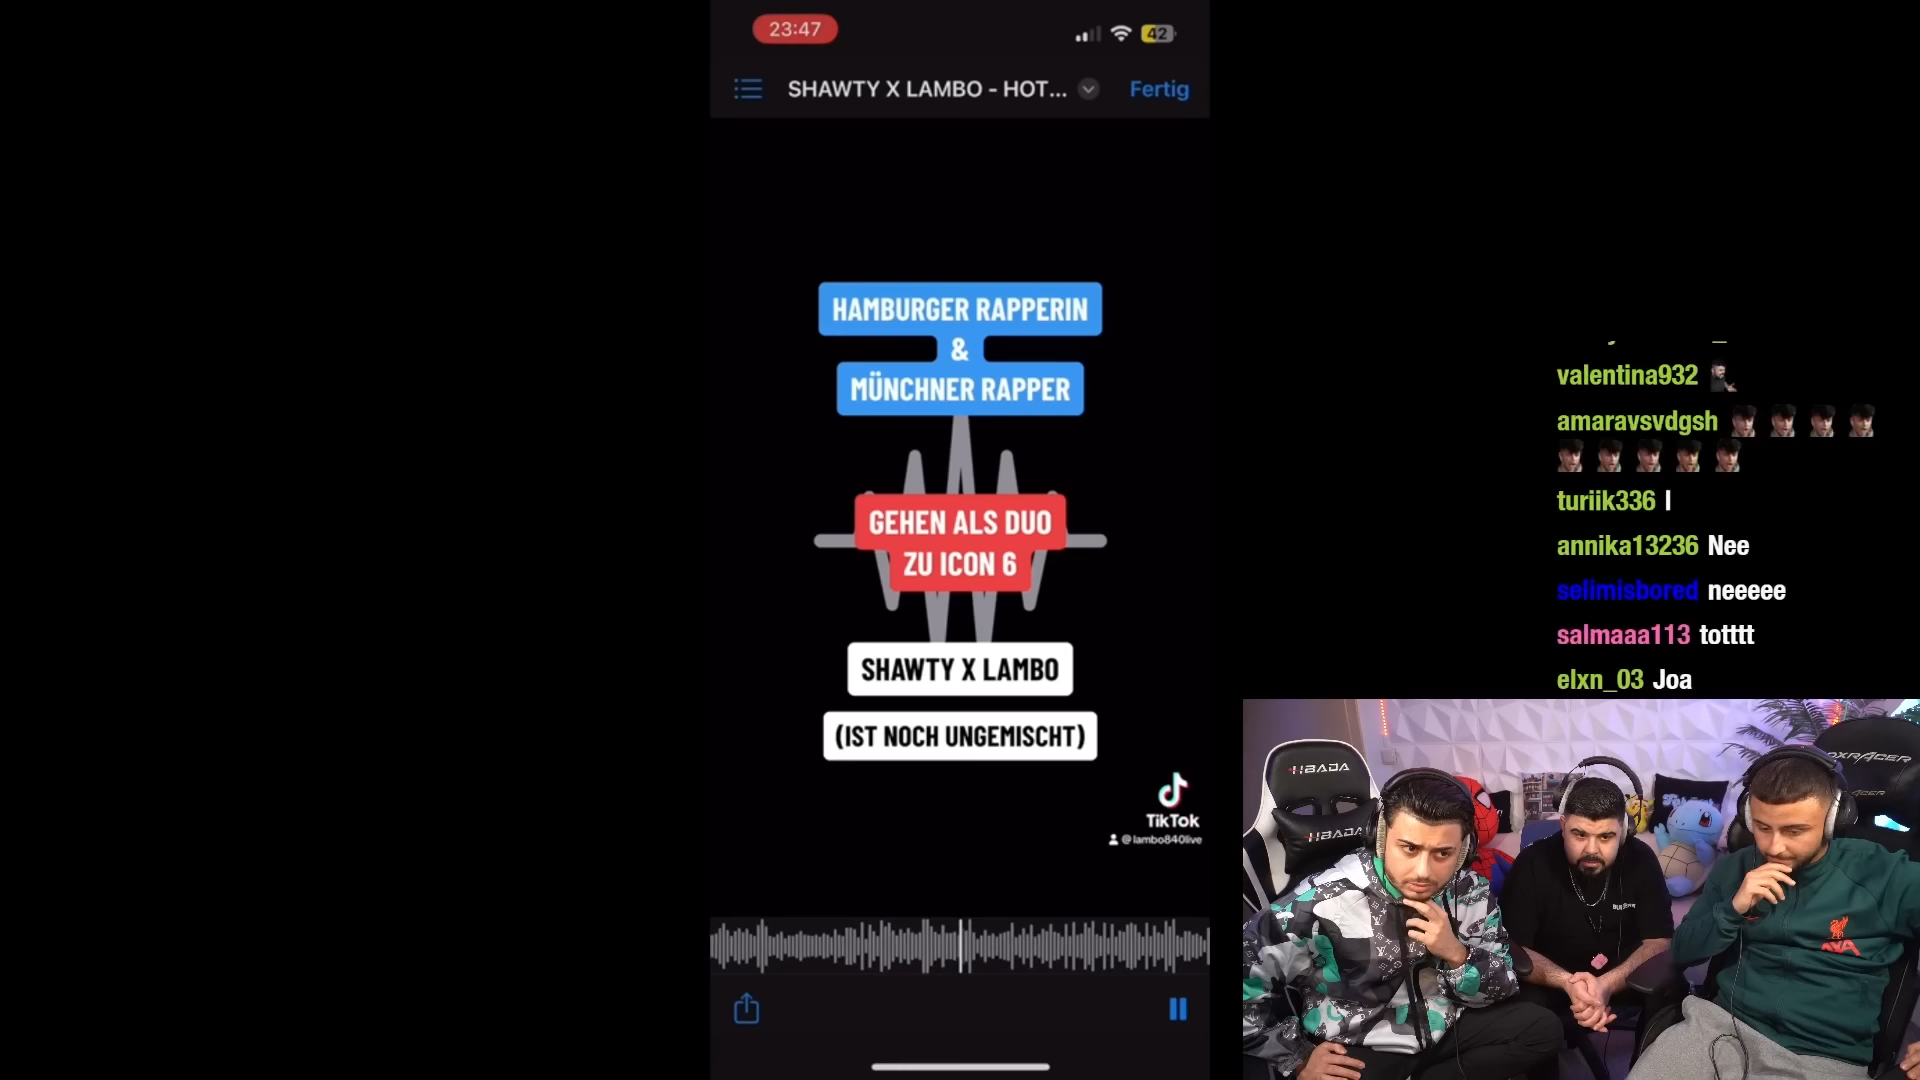 23:47
42
SHAWTY X LAMBO - HOT...
Fertig
HAMBURGER RAPPERIN
&
MÜNCHNER RAPPER
GEHEN ALS DUO
ZU ICON 6
SHAWTY X LAMBO
(IST NOCH UNGEMISCHT)
TikTok
@lambo840live
valentina932
amaravsvdgsh
turiik336 l
annika13236 Nee
selimisbored neeeee
salmaaa113 totttt
elxn_03 Joa
HBADA
HBADA
DXRACER
AXA